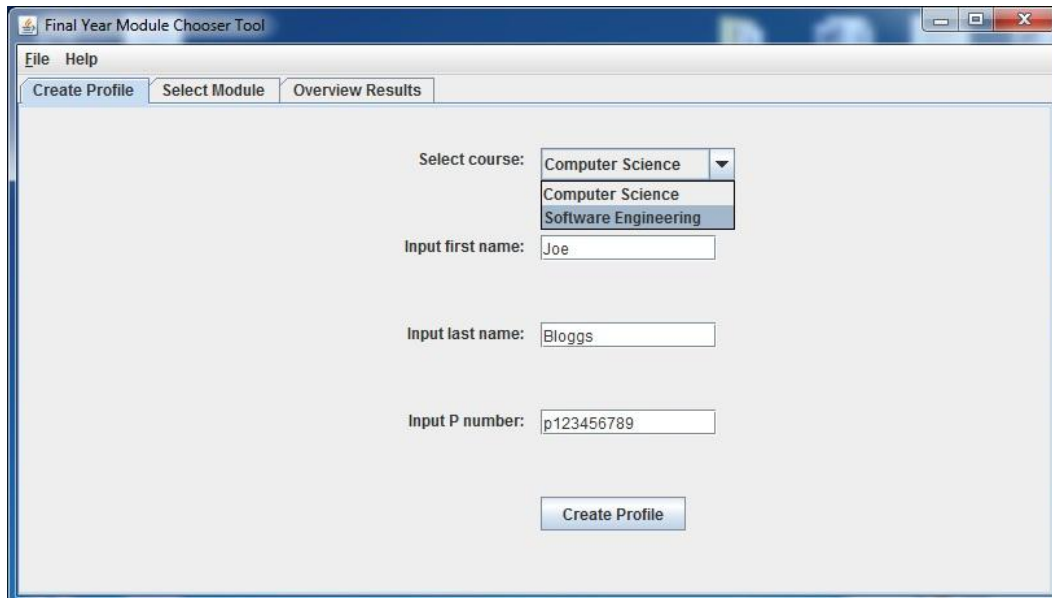 Final Year Module Chooser Tool
File Help
Create Profile Select Module Overview Results
Select course: Computer Science
Computer Science
Software Engineering
Input first name: Joe
Input last name: Bloggs
Input P number: p123456789
Create Profile